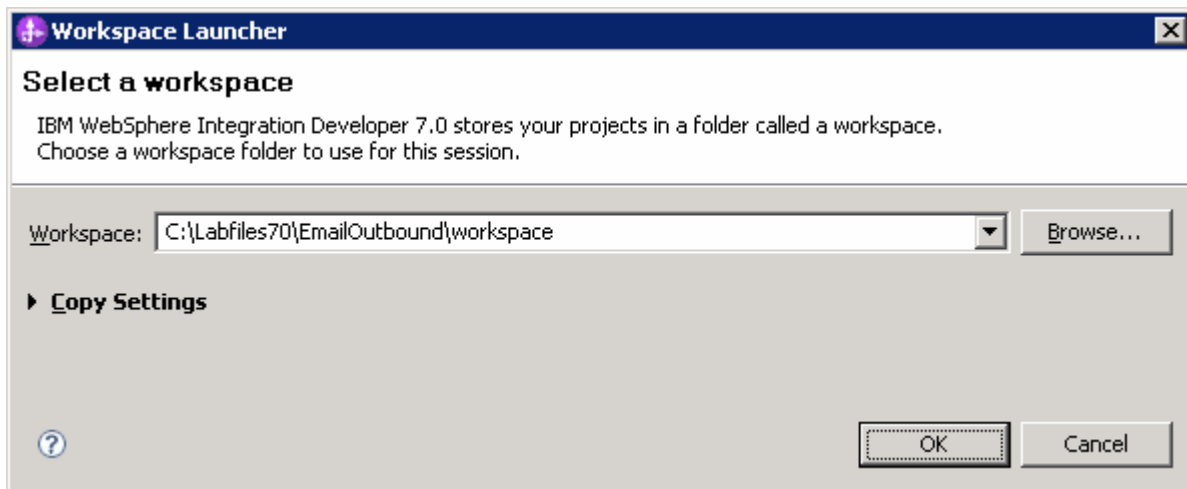 Workspace Launcher
Select a workspace
IBM WebSphere Integration Developer 7.0 stores your projects in a folder called a workspace.
Choose a workspace folder to use for this session.
Workspace: C:\Labfiles70\EmailOutbound\workspace Browse...
Copy Settings
? OK Cancel